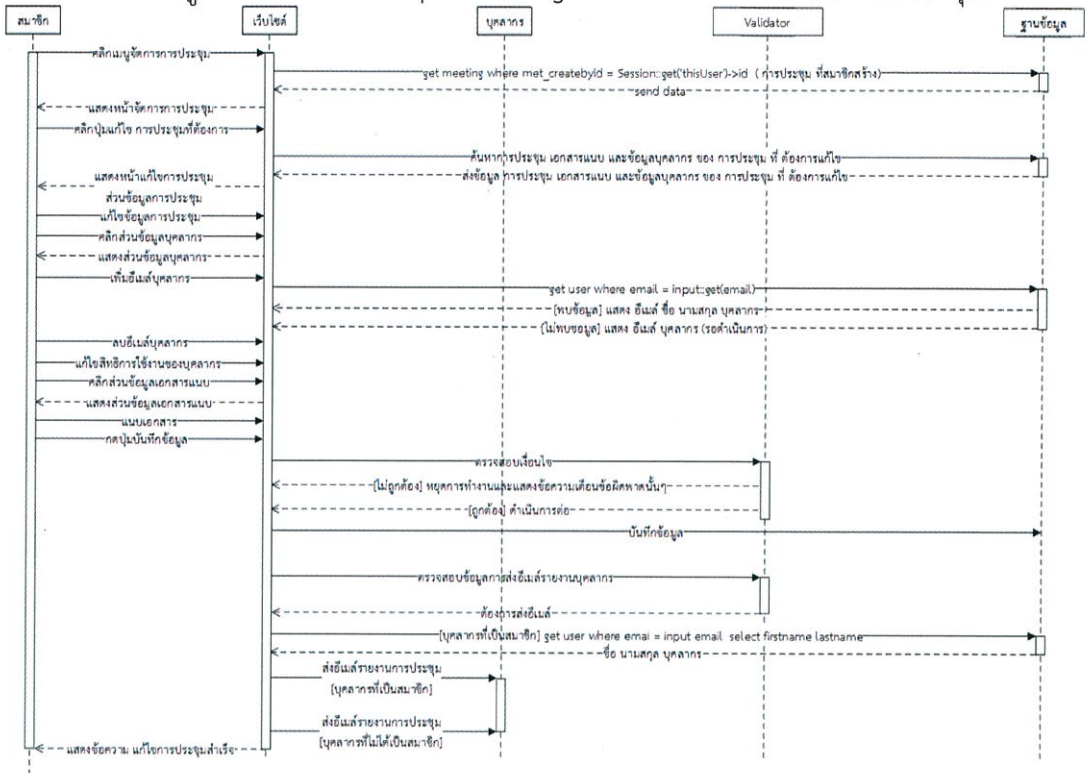 สมาชิก
เว็บไซต์
บุคลากร
Validator
ฐานข้อมูล
คลิกเมนูจัดการการประชุม
get meeting where met_createbyid = Session::get('thisUser')->id ( การประชุม ที่สมาชิกสร้าง)
send data
แสดงหน้าจัดการการประชุม
คลิกปุ่มแก้ไข การประชุมที่ต้องการ
ค้นหาการประชุม เอกสารแนบ และข้อมูลบุคลากร ของ การประชุม ที่ ต้องการแก้ไข
ส่งข้อมูล การประชุม เอกสารแนบ และข้อมูลบุคลากร ของ การประชุม ที่ ต้องการแก้ไข
แสดงหน้าแก้ไขการประชุม
ส่วนข้อมูลการประชุม
แก้ไขข้อมูลการประชุม
คลิกส่วนข้อมูลบุคลากร
แสดงส่วนข้อมูลบุคลากร
เพิ่มอีเมล์บุคลากร
get user where email = input::get(email)
[พบข้อมูล] แสดง อีเมล์ ชื่อ นามสกุล บุคลากร
[ไม่พบข้อมูล] แสดง อีเมล์ บุคลากร (รอดำเนินการ)
ลบอีเมล์บุคลากร
แก้ไขสิทธิการใช้งานของบุคลากร
คลิกส่วนข้อมูลเอกสารแนบ
แสดงส่วนข้อมูลเอกสารแนบ
แนบเอกสาร
กดปุ่มบันทึกข้อมูล
ตรวจสอบเงื่อนไข
[ไม่ถูกต้อง] หยุดการทำงานและแสดงข้อความเตือนข้อผิดพาดนั้นๆ
[ถูกต้อง] ดำเนินการต่อ
บันทึกข้อมูล
ตรวจสอบข้อมูลการส่งอีเมล์รายงานบุคลากร
ต้องการส่งอีเมล์
[บุคลากรที่เป็นสมาชิก] get user where emai = input email select firstname lastname
ชื่อ นามสกุล บุคลากร
ส่งอีเมล์รายงานการประชุม
[บุคลากรที่เป็นสมาชิก]
ส่งอีเมล์รายงานการประชุม
[บุคลากรที่ไม่ได้เป็นสมาชิก]
แสดงข้อความ แก้ไขการประชุมสำเร็จ